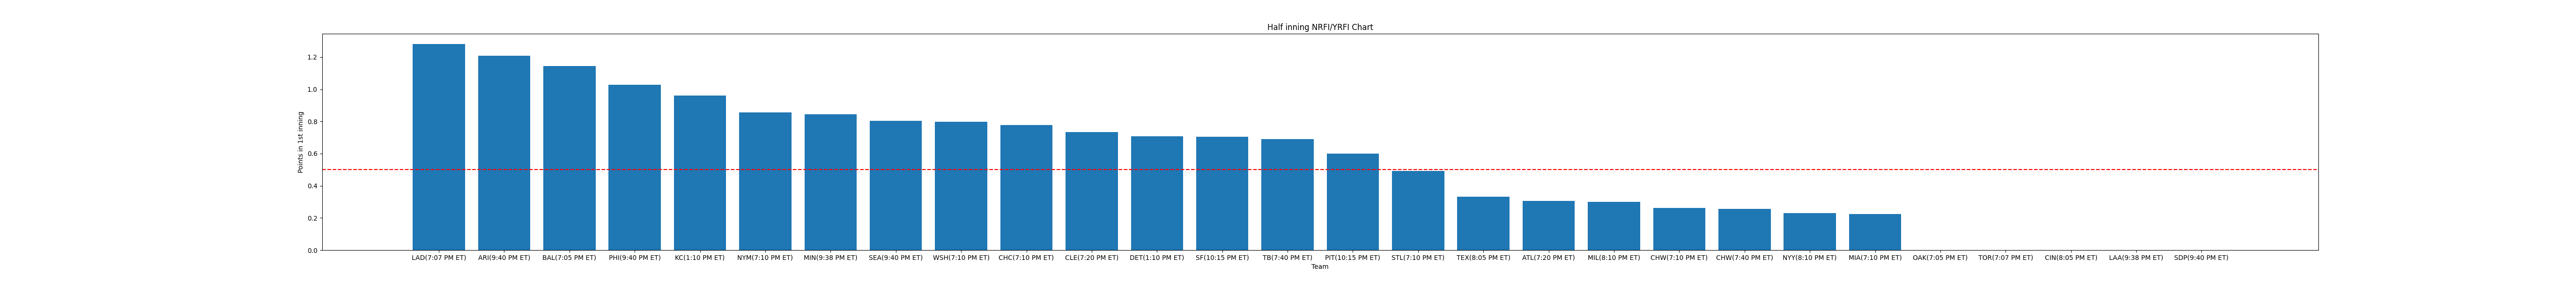 Half inning NRFI/YRFI Chart
1.2
1.0
0.8
0.6
0.4
0.2
0.0
Points in 1st inning
LAD(7:07 PM ET) ARI(9:40 PM ET) BAL(7:05 PM ET) PHI(9:40 PM ET) KC(1:10 PM ET) NYM(7:10 PM ET) MIN(9:38 PM ET) SEA(9:40 PM ET) WSH(7:10 PM ET) CHC(7:10 PM ET) CLE(7:20 PM ET) DET(1:10 PM ET) SF(10:15 PM ET) TB(7:40 PM ET) PIT(10:15 PM ET) STL(7:10 PM ET) TEX(8:05 PM ET) ATL(7:20 PM ET) MIL(8:10 PM ET) CHW(7:10 PM ET) CHW(7:40 PM ET) NYY(8:10 PM ET) MIA(7:10 PM ET) OAK(7:05 PM ET) TOR(7:07 PM ET) CIN(8:05 PM ET) LAA(9:38 PM ET) SDP(9:40 PM ET)
Team